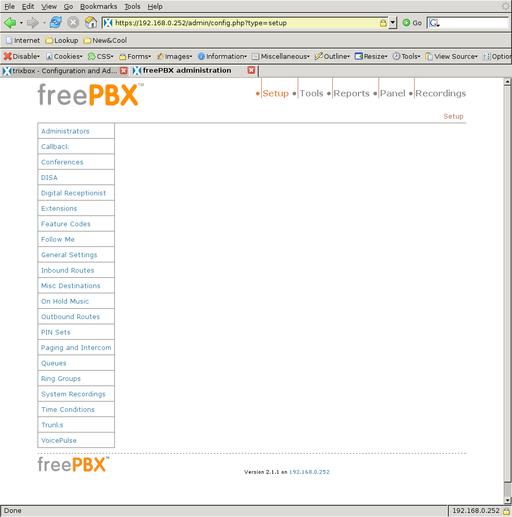 File Edit View Go Bookmarks Tools Help
https://192.168.0.252/admin/config.php?type=setup Go
Internet Lookup New&Cool
Disable Cookies CSS Forms Images Information Miscellaneous Outline Resize Tools View Source Option
trixbox - Configuration and Ad... freePBX administration
freePBX™
Setup Tools Reports Panel Recordings
Setup
Administrators
Callback
Conferences
DISA
Digital Receptionist
Extensions
Feature Codes
Follow Me
General Settings
Inbound Routes
Misc Destinations
On Hold Music
Outbound Routes
PIN Sets
Paging and Intercom
Queues
Ring Groups
System Recordings
Time Conditions
Trunks
VoicePulse
freePBX™
Version 2.1.1 on 192.168.0.252
Done 192.168.0.252